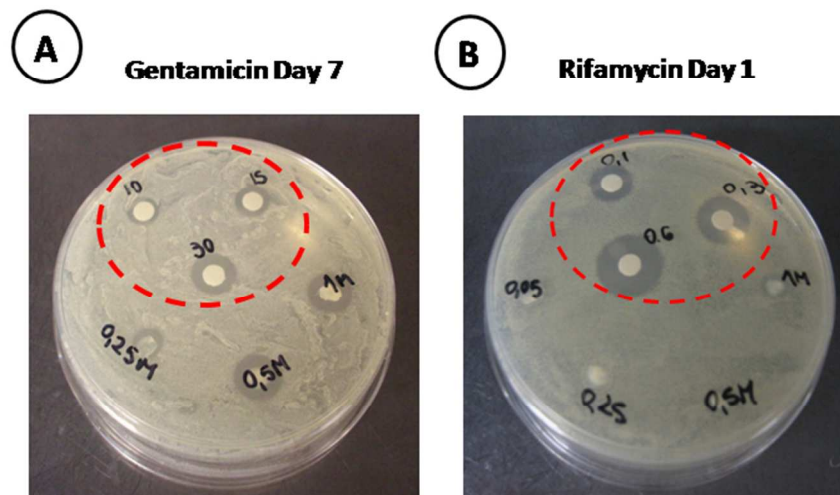 A
Gentamicin Day 7
10
15
30
1M
0,25M
0,5M
B
Rifamycin Day 1
0,1
0,3
0.6
0,05
1M
0,25
0,5M